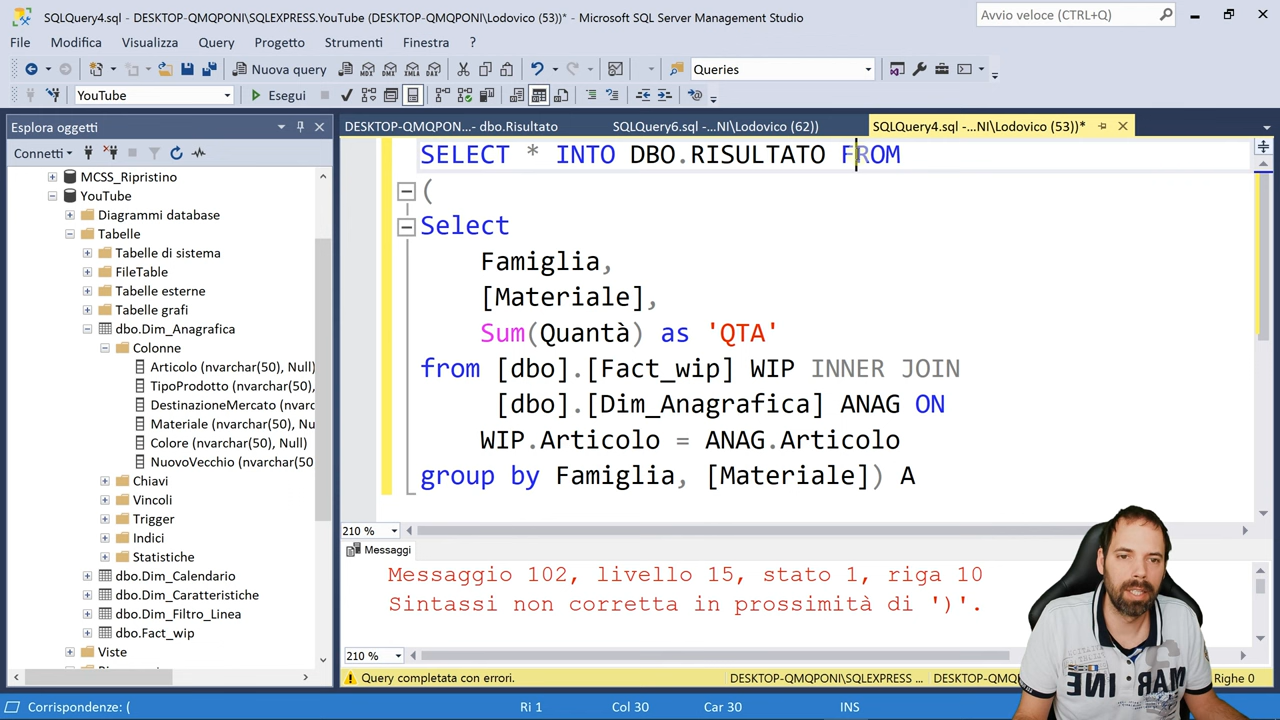 SQLQuery4.sql - DESKTOP-QMQPONI\SQLEXPRESS.YouTube (DESKTOP-QMQPONI\Lodovico (53))* - Microsoft SQL Server Management Studio
Avvio veloce (CTRL+Q)
File Modifica Visualizza Query Progetto Strumenti Finestra ?
Nuova query MDX DMX XMLA DAX Queries
YouTube Esegui
Esplora oggetti
DESKTOP-QMQPON...- dbo.Risultato SQLQuery6.sql -...NI\Lodovico (62)) SQLQuery4.sql -...NI\Lodovico (53))*
Connetti
MCSS_Ripristino
YouTube
Diagrammi database
Tabelle
Tabelle di sistema
FileTable
Tabelle esterne
Tabelle grafi
dbo.Dim_Anagrafica
Colonne
Articolo (nvarchar(50), Null)
TipoProdotto (nvarchar(50),
DestinazioneMercato (nvarc
Materiale (nvarchar(50), Nu
Colore (nvarchar(50), Null)
NuovoVecchio (nvarchar(50
Chiavi
Vincoli
Trigger
Indici
Statistiche
dbo.Dim_Calendario
dbo.Dim_Caratteristiche
dbo.Dim_Filtro_Linea
dbo.Fact_wip
Viste
SELECT * INTO DBO.RISULTATO FROM
(
Select
Famiglia,
[Materiale],
Sum(Quantà) as 'QTA'
from [dbo].[Fact_wip] WIP INNER JOIN
[dbo].[Dim_Anagrafica] ANAG ON
WIP.Articolo = ANAG.Articolo
group by Famiglia, [Materiale]) A
210 %
Messaggi
Messaggio 102, livello 15, stato 1, riga 10
Sintassi non corretta in prossimità di ')'.
210 %
Query completata con errori. DESKTOP-QMQPONI\SQLEXPRESS Righe 0
Corrispondenze: ( Ri 1 Col 30 Car 30 INS